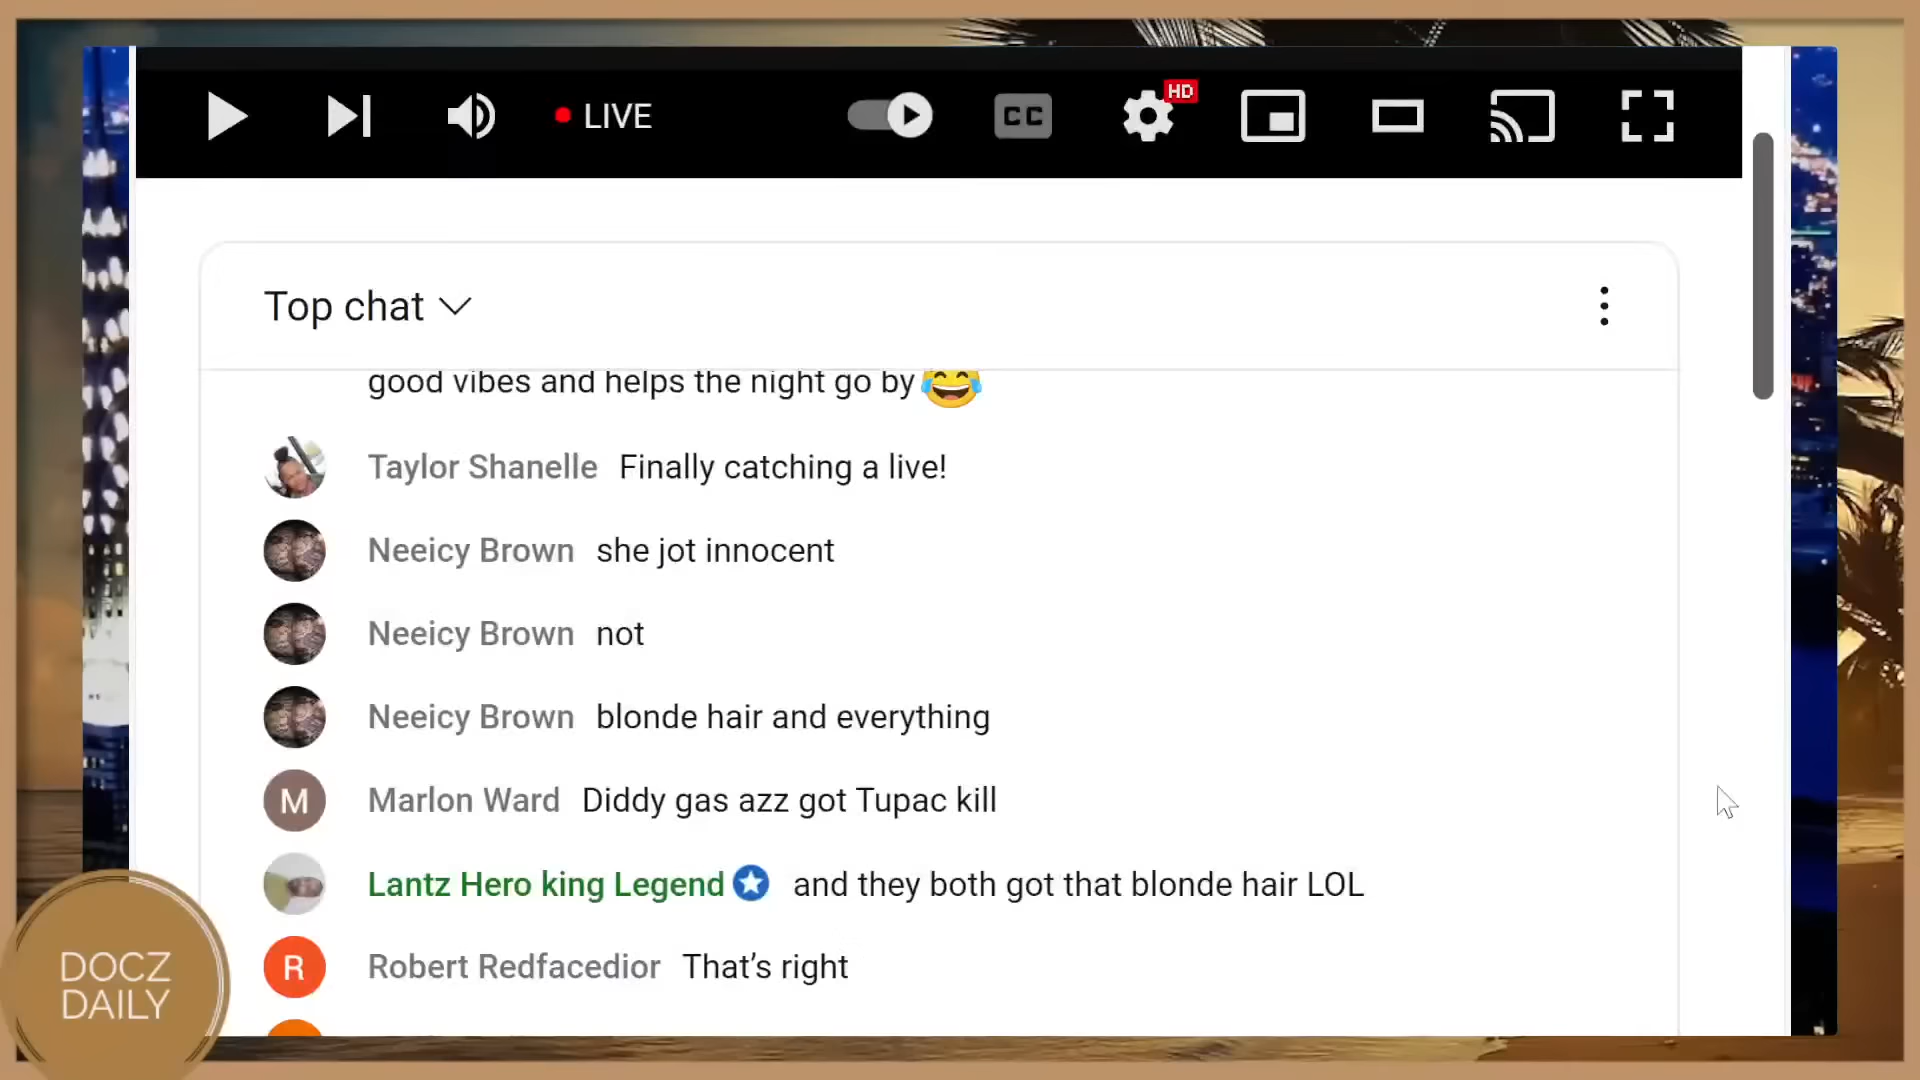 LIVE
CC
HD
Top chat
good vibes and helps the night go by
Taylor Shanelle Finally catching a live!
Neeicy Brown she jot innocent
Neeicy Brown not
Neeicy Brown blonde hair and everything
M Marlon Ward Diddy gas azz got Tupac kill
Lantz Hero king Legend and they both got that blonde hair LOL
R Robert Redfacedior That's right
DOCZ
DAILY